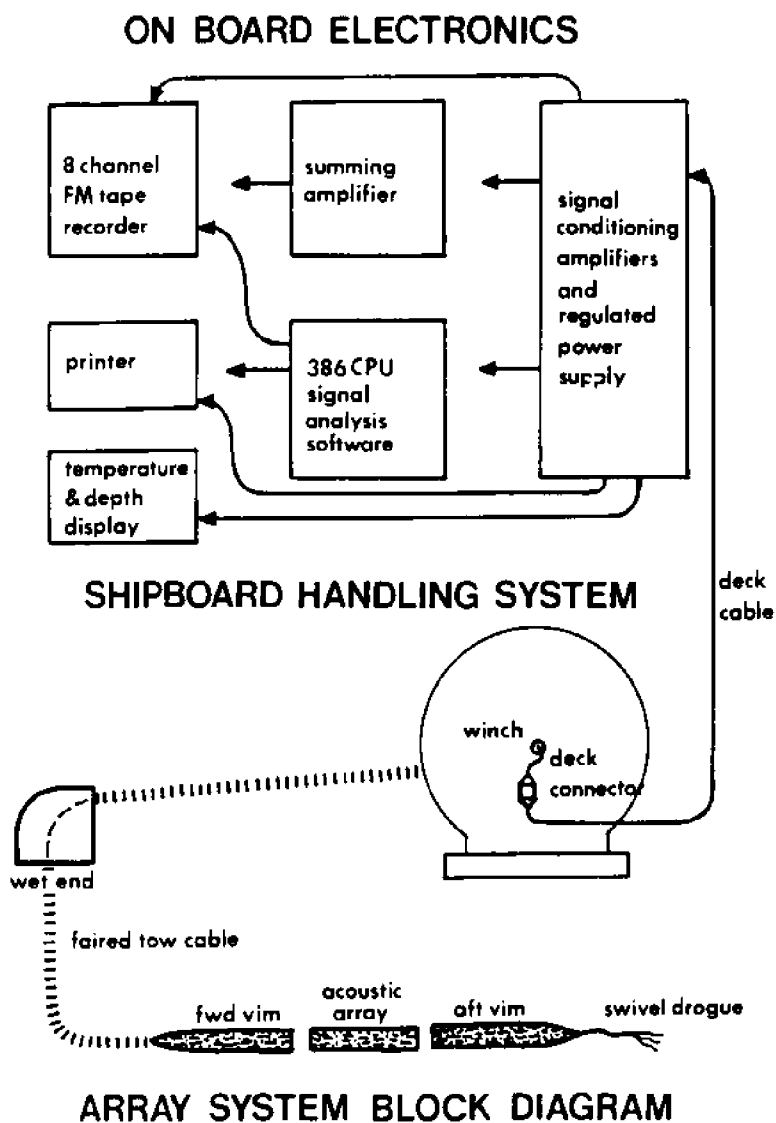 ON BOARD ELECTRONICS
8 channel
FM tape
recorder
summing
amplifier
signal
conditioning
amplifiers
and
regulated
power
supply
printer
386 CPU
signal
analysis
software
temperature
& depth
display
SHIPBOARD HANDLING SYSTEM
deck
cable
winch
deck
connector
wet end
faired tow cable
fwd vim
acoustic
array
aft vim
swivel drogue
ARRAY SYSTEM BLOCK DIAGRAM